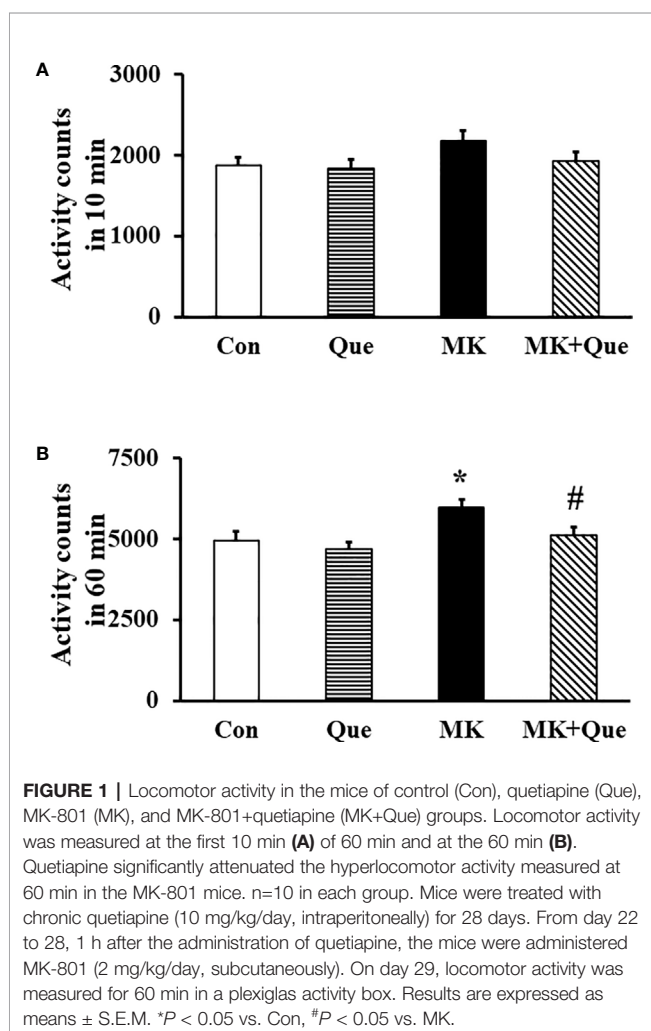 A
Activity counts
in 10 min
3000
2000
1000
0
Con Que MK MK+Que
B
Activity counts
in 60 min
7500
5000
2500
0
* #
Con Que MK MK+Que
FIGURE 1 | Locomotor activity in the mice of control (Con), quetiapine (Que),
MK-801 (MK), and MK-801+quetiapine (MK+Que) groups. Locomotor activity
was measured at the first 10 min (A) of 60 min and at the 60 min (B).
Quetiapine significantly attenuated the hyperlocomotor activity measured at
60 min in the MK-801 mice. n=10 in each group. Mice were treated with
chronic quetiapine (10 mg/kg/day, intraperitoneally) for 28 days. From day 22
to 28, 1 h after the administration of quetiapine, the mice were administered
MK-801 (2 mg/kg/day, subcutaneously). On day 29, locomotor activity was
measured for 60 min in a plexiglas activity box. Results are expressed as
means ± S.E.M. *P < 0.05 vs. Con, #P < 0.05 vs. MK.